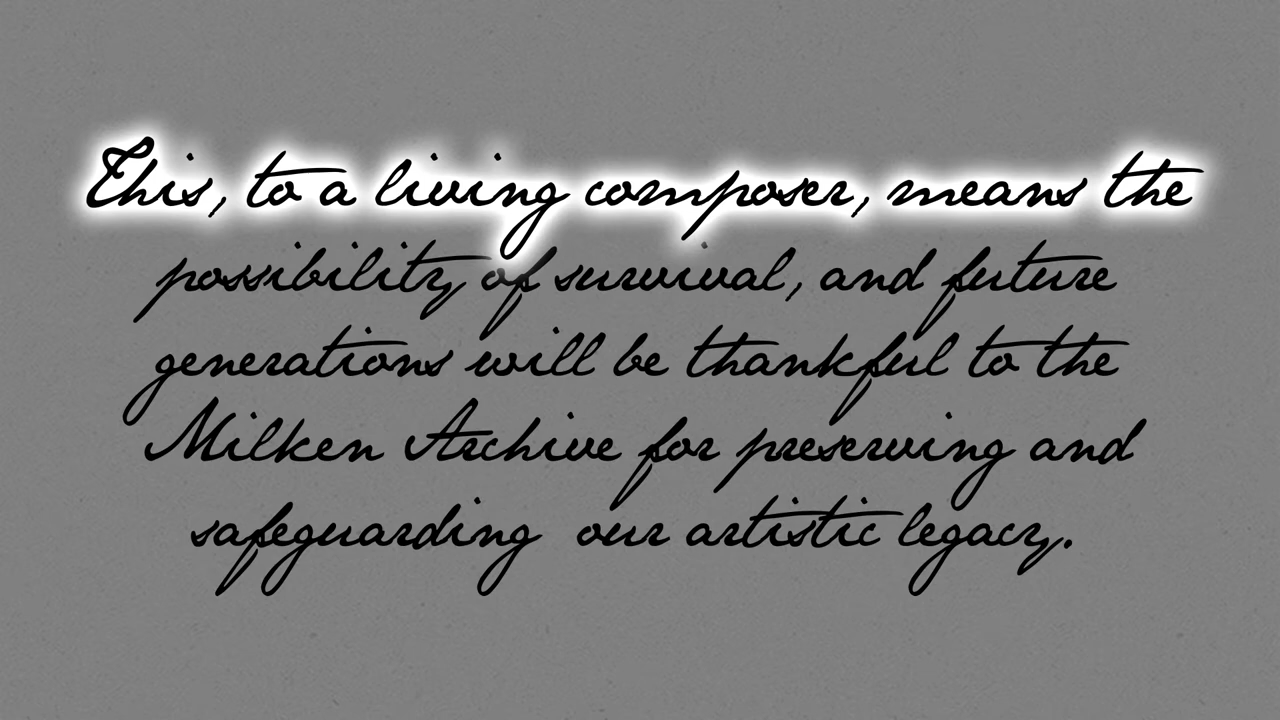 This, to a living composer, means the
possibility of survival, and future
generations will be thankful to the
Milken Archive for preserving and
safeguarding our artistic legacy.